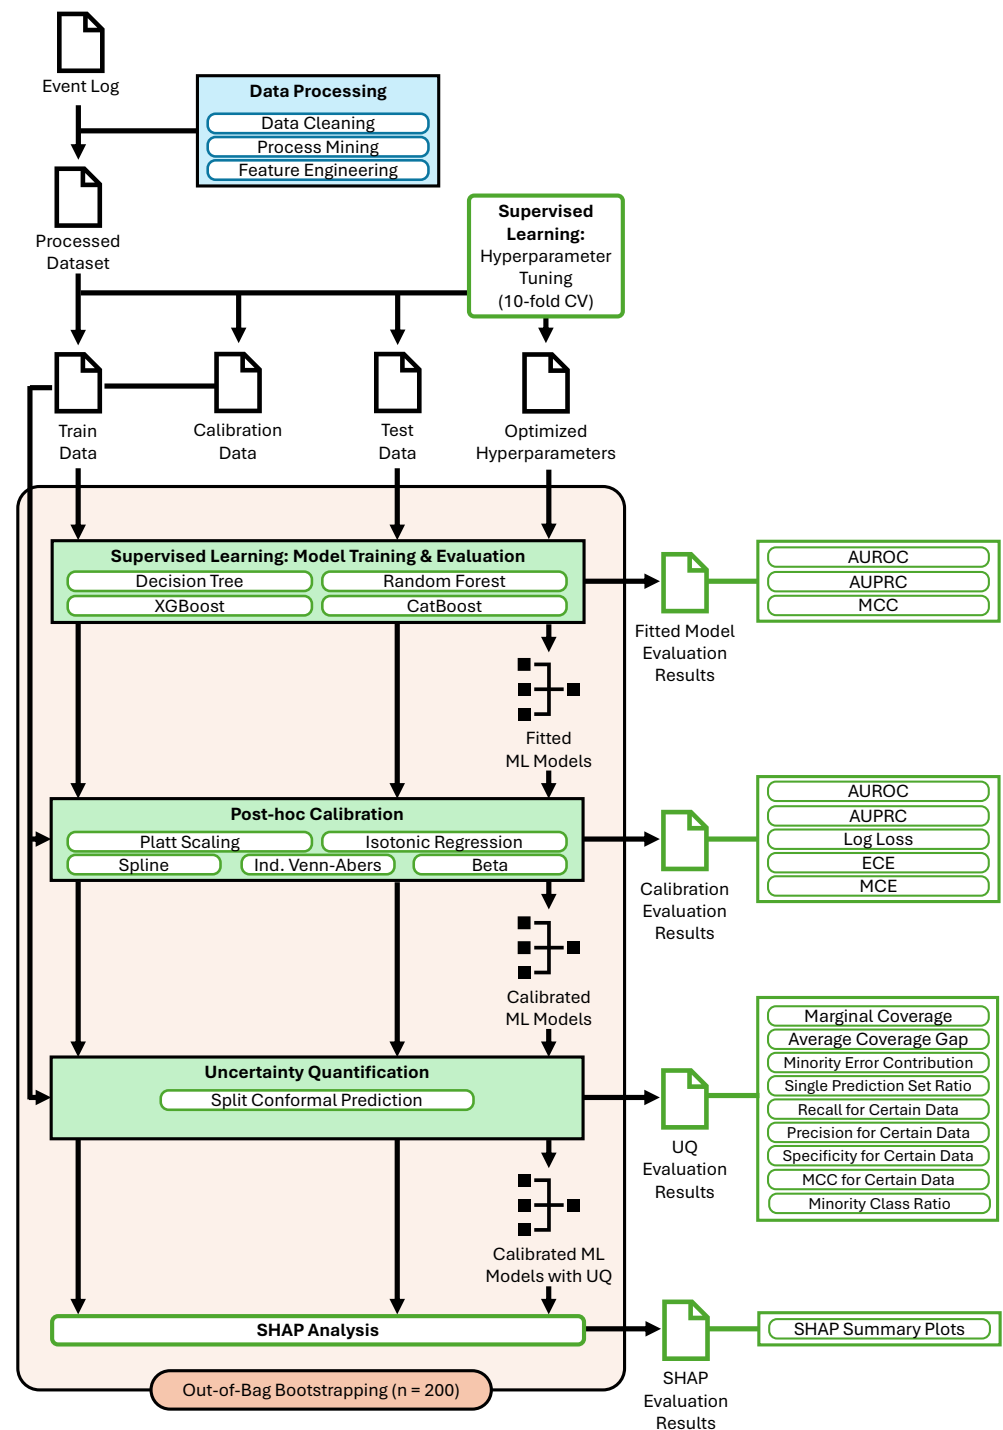 Event Log
Data Processing
Data Cleaning
Process Mining
Feature Engineering
Processed
Dataset
Supervised
Learning:
Hyperparameter
Tuning
(10-fold CV)
Train
Data
Calibration
Data
Test
Data
Optimized
Hyperparameters
Supervised Learning: Model Training & Evaluation
Decision Tree
Random Forest
XGBoost
CatBoost
Fitted Model
Evaluation
Results
AUROC
AUPRC
MCC
Fitted
ML Models
Post-hoc Calibration
Platt Scaling
Isotonic Regression
Spline
Ind. Venn-Abers
Beta
Calibration
Evaluation
Results
AUROC
AUPRC
Log Loss
ECE
MCE
Calibrated
ML Models
Uncertainty Quantification
Split Conformal Prediction
UQ
Evaluation
Results
Marginal Coverage
Average Coverage Gap
Minority Error Contribution
Single Prediction Set Ratio
Recall for Certain Data
Precision for Certain Data
Specificity for Certain Data
MCC for Certain Data
Minority Class Ratio
Calibrated ML
Models with UQ
SHAP Analysis
SHAP
Evaluation
Results
SHAP Summary Plots
Out-of-Bag Bootstrapping (n = 200)